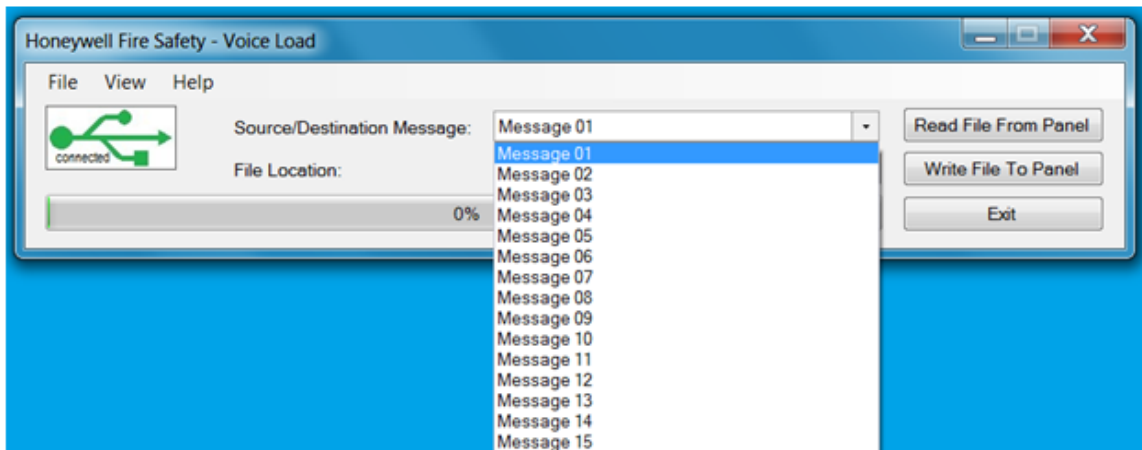 Honeywell Fire Safety - Voice Load
File View Help
connected
Source/Destination Message: Message 01
Read File From Panel
File Location:
Write File To Panel
0%
Exit
Message 01
Message 02
Message 03
Message 04
Message 05
Message 06
Message 07
Message 08
Message 09
Message 10
Message 11
Message 12
Message 13
Message 14
Message 15